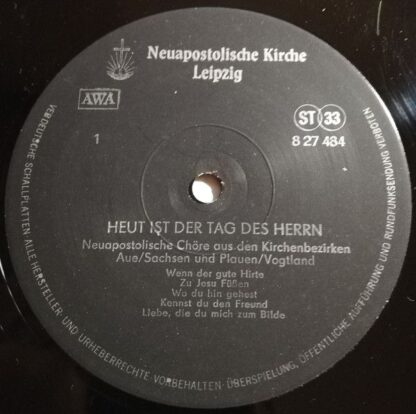 Neuapostolische Kirche
Leipzig
AWA
ST 33
8 27 484
1
HEUT IST DER TAG DES HERRN
Neuapostolische Chöre aus den Kirchenbezirken
Aue/Sachsen und Plauen/Vogtland
Wenn der gute Hirte
Zu Jesu Füßen
Wo du hin gehest
Kennst du den Freund
Liebe, die du mich zum Bilde
VEB DEUTSCHE SCHALLPLATTEN ALLE HERSTELLER- UND URHEBERRECHTE VORBEHALTEN · ÜBERSPIELUNG, ÖFFENTLICHE AUFFÜHRUNG UND RUNDFUNKSENDUNG VERBOTEN